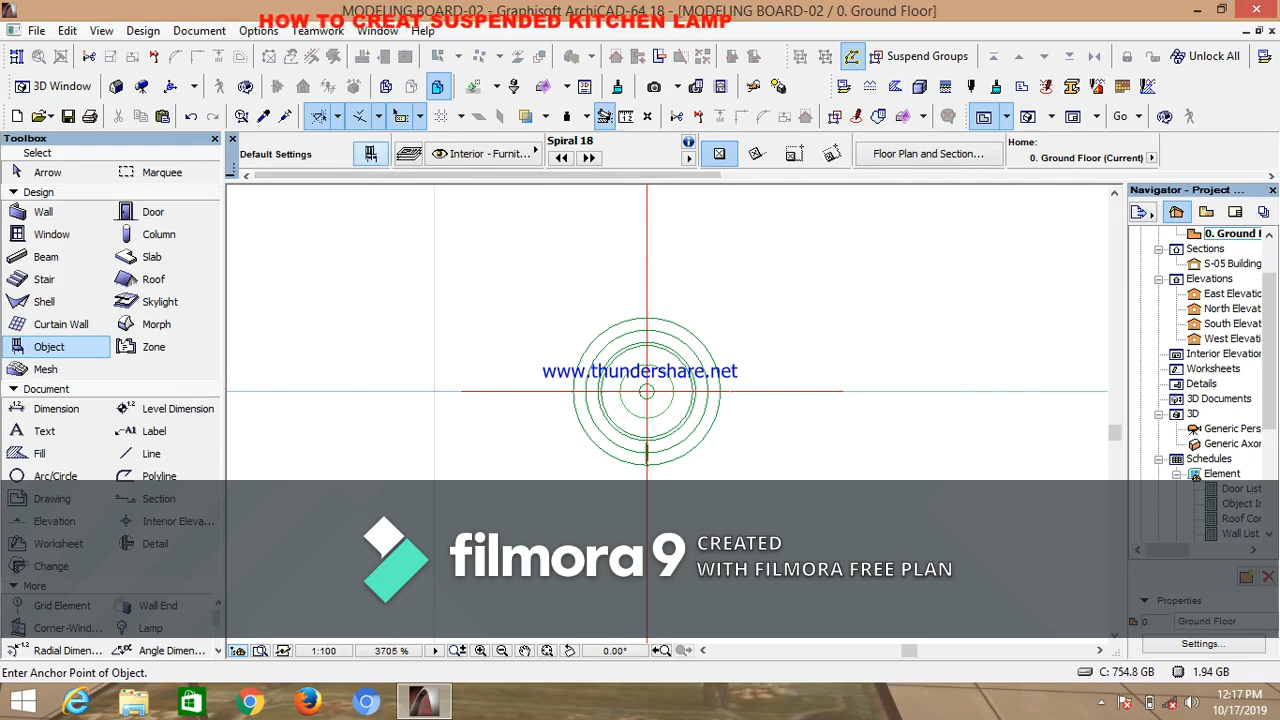 MODELING BOARD-02 - Graphisoft ArchiCAD-64 18 - [MODELING BOARD-02 / 0. Ground Floor]
HOW TO CREAT SUSPENDED KITCHEN LAMP
File Edit View Design Document Options Teamwork Window Help
Suspend Groups Unlock All
3D Window
Go
Toolbox
Select
Arrow Marquee
Design
Wall Door
Window Column
Beam Slab
Stair Roof
Shell Skylight
Curtain Wall Morph
Object Zone
Mesh
Document
Dimension Level Dimension
Text Label
Fill Line
Arc/Circle Polyline
Drawing Section
Elevation Interior Eleva...
Worksheet Detail
Change
More
Grid Element Wall End
Corner-Windo... Lamp
Radial Dimen... Angle Dimen...
Default Settings
Interior - Furnit...
Spiral 18
Floor Plan and Section...
Home:
0. Ground Floor (Current)
www.thundershare.net
filmora9 CREATED
WITH FILMORA FREE PLAN
Navigator - Project ...
0. Ground
Sections
S-05 Building
Elevations
East Elevatio
North Elevat
South Elevat
West Elevati
Interior Elevation
Worksheets
Details
3D Documents
3D
Generic Pers
Generic Axon
Schedules
Element
Door List
Object In
Roof Cor
Wall List
Properties
0. Ground Floor
Settings...
1:100 3705 % 0.00°
Enter Anchor Point of Object.
C: 754.8 GB 1.94 GB
12:17 PM
10/17/2019